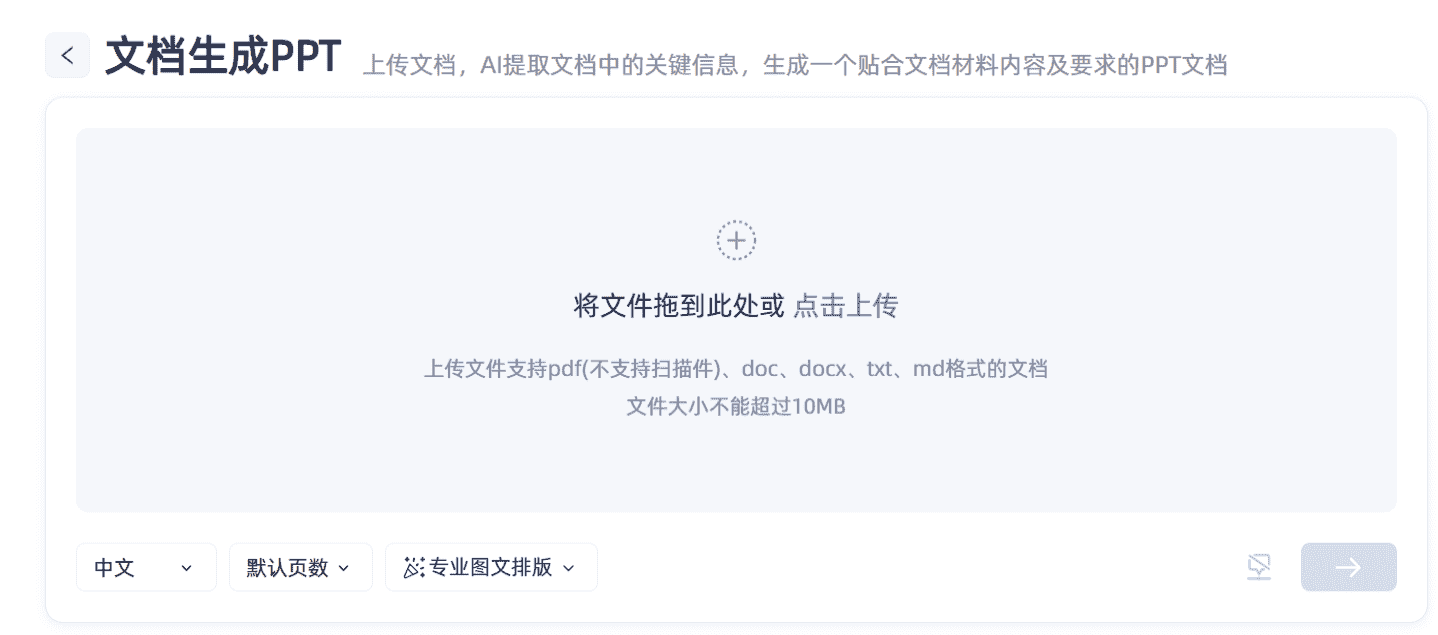 文档生成PPT 上传文档，AI提取文档中的关键信息，生成一个贴合文档材料内容及要求的PPT文档
将文件拖到此处或 点击上传
上传文件支持pdf(不支持扫描件)、doc、docx、txt、md格式的文档
文件大小不能超过10MB
中文 默认页数 专业图文排版